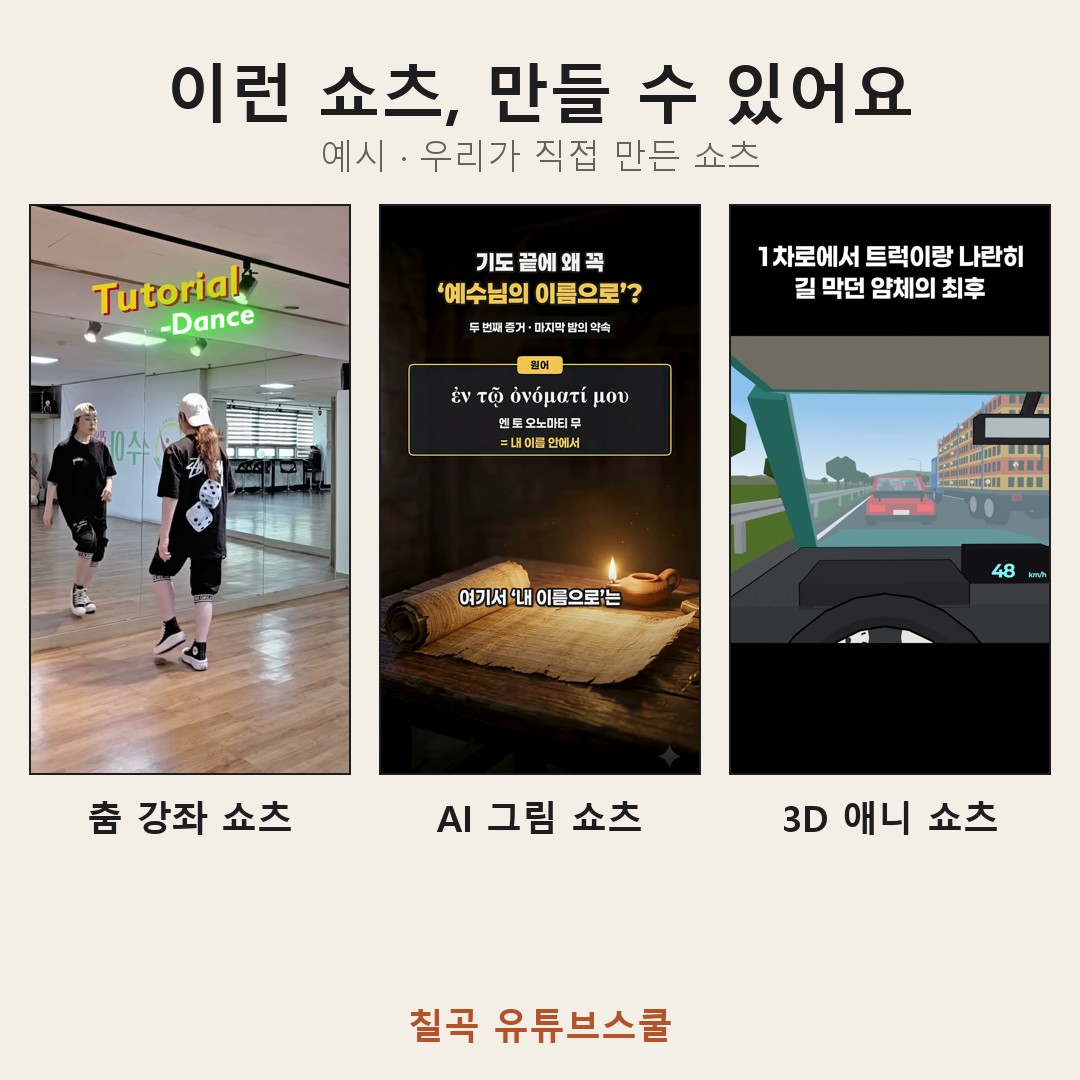 이런 쇼츠, 만들 수 있어요
예시 · 우리가 직접 만든 쇼츠
Tutorial
-Dance
기도 끝에 왜 꼭
‘예수님의 이름으로’?
두 번째 증거 · 마지막 밤의 약속
원어
ἐν τῷ ὀνόματί μου
엔 토 오노마티 무
= 내 이름 안에서
여기서 ‘내 이름으로’는
1차로에서 트럭이랑 나란히
길 막던 얌체의 최후
48 km/h
춤 강좌 쇼츠
AI 그림 쇼츠
3D 애니 쇼츠
칠곡 유튜브스쿨